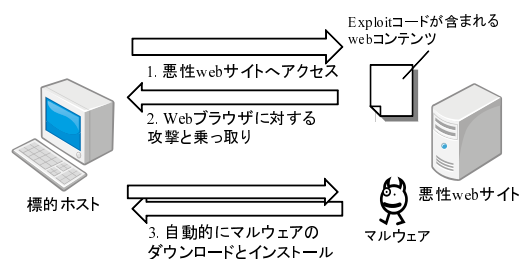 Exploitコードが含まれる
webコンテンツ
1. 悪性webサイトへアクセス
2. Webブラウザに対する
攻撃と乗っ取り
標的ホスト
悪性webサイト
マルウェア
3. 自動的にマルウェアの
ダウンロードとインストール